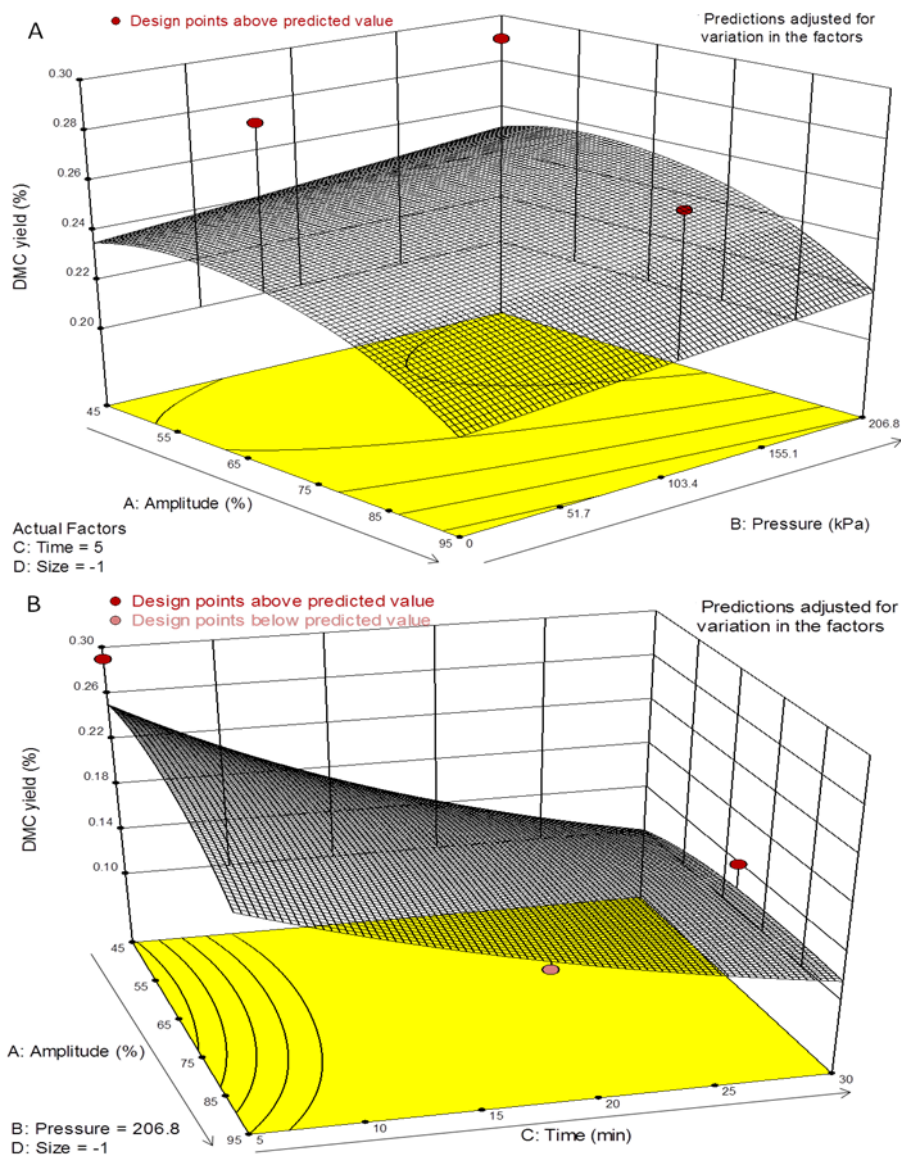 A
Design points above predicted value
Predictions adjusted for
variation in the factors
0.30
0.28
0.26
0.24
0.22
0.20
DMC yield (%)
45
55
65
75
85
95
A: Amplitude (%)
0
51.7
103.4
155.1
206.8
B: Pressure (kPa)
Actual Factors
C: Time = 5
D: Size = -1
B
Design points above predicted value
Design points below predicted value
Predictions adjusted for
variation in the factors
0.30
0.26
0.22
0.18
0.14
0.10
DMC yield (%)
45
55
65
75
85
95
A: Amplitude (%)
5
10
15
20
25
30
C: Time (min)
B: Pressure = 206.8
D: Size = -1